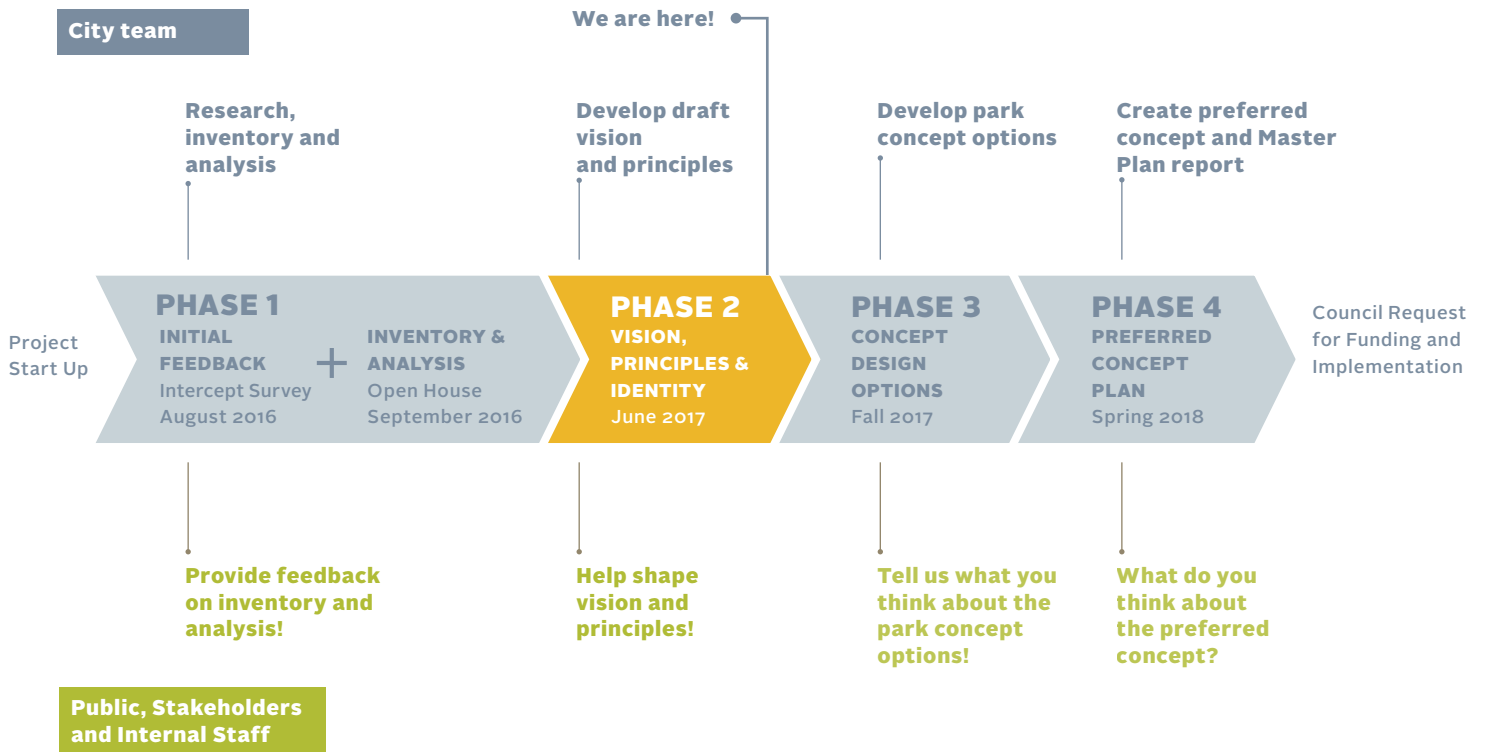 City team
We are here!
Research,
inventory and
analysis
Develop draft
vision
and principles
Develop park
concept options
Create preferred
concept and Master
Plan report
Project
Start Up
PHASE 1
INITIAL
FEEDBACK
Intercept Survey
August 2016
+
INVENTORY &
ANALYSIS
Open House
September 2016
PHASE 2
VISION,
PRINCIPLES &
IDENTITY
June 2017
PHASE 3
CONCEPT
DESIGN
OPTIONS
Fall 2017
PHASE 4
PREFERRED
CONCEPT
PLAN
Spring 2018
Council Request
for Funding and
Implementation
Provide feedback
on inventory and
analysis!
Help shape
vision and
principles!
Tell us what you
think about the
park concept
options!
What do you
think about
the preferred
concept?
Public, Stakeholders
and Internal Staff